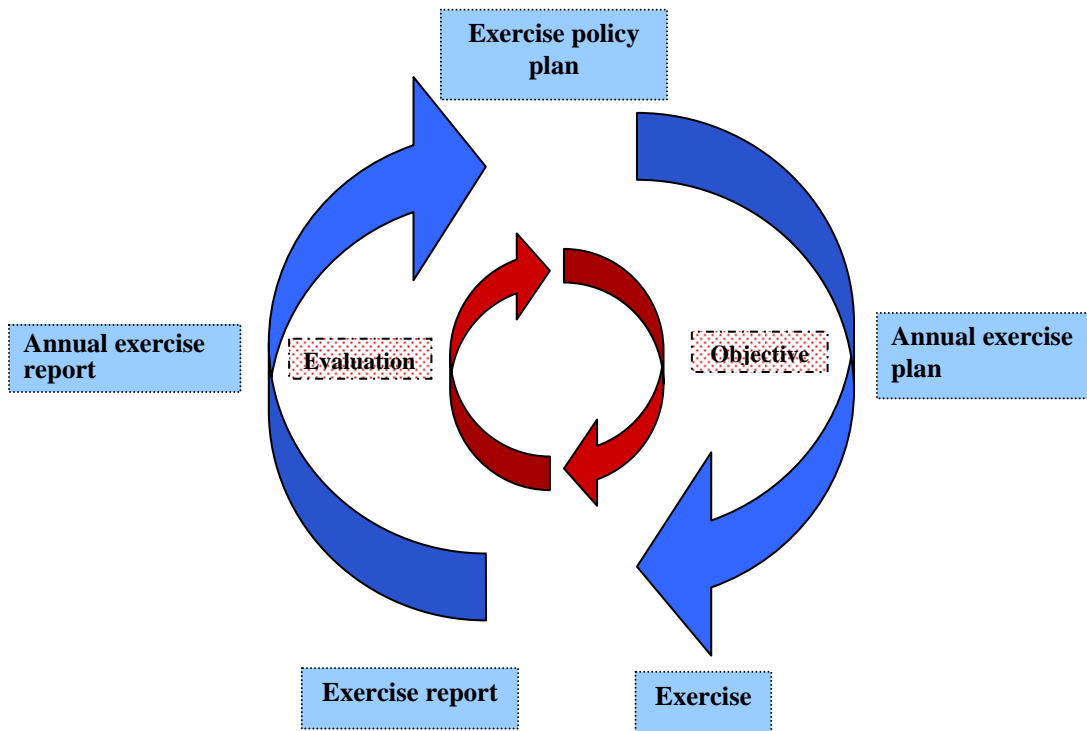 Exercise policy
plan
Annual exercise
report
Evaluation
Objective
Annual exercise
plan
Exercise report
Exercise